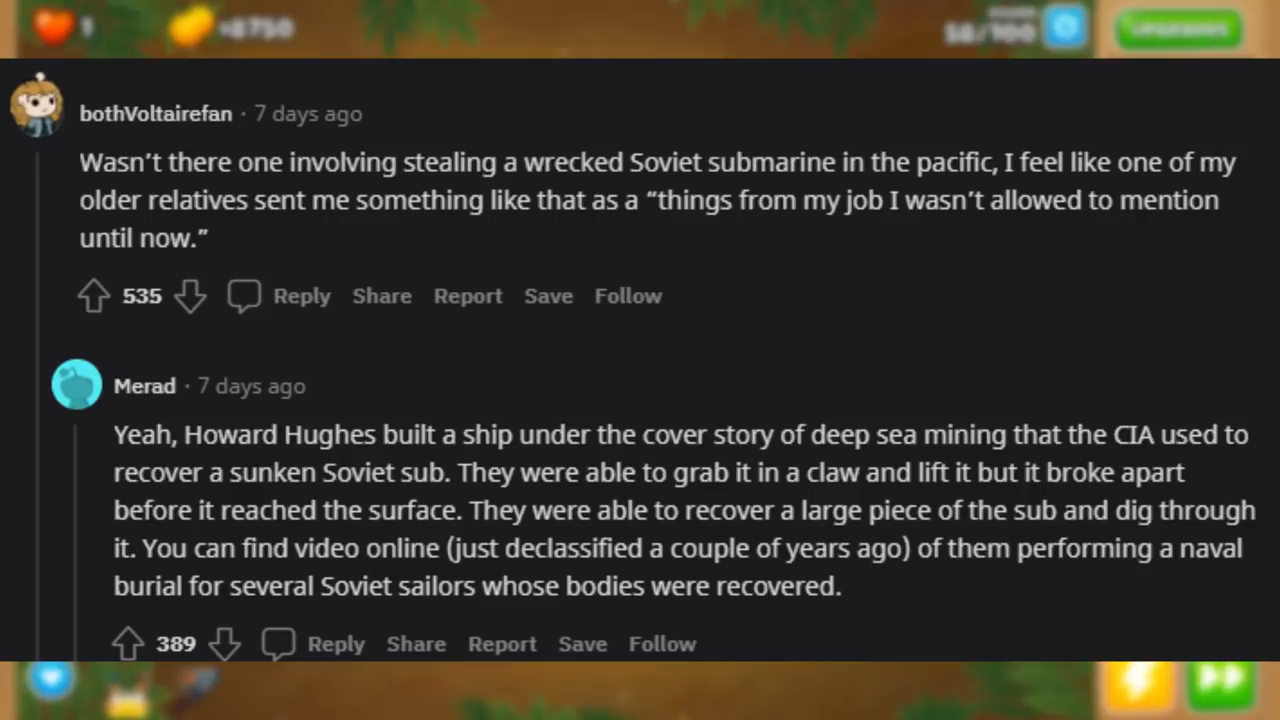 1
bothVoltairefan · 7 days ago
Wasn’t there one involving stealing a wrecked Soviet submarine in the pacific, I feel like one of my
older relatives sent me something like that as a “things from my job I wasn’t allowed to mention
until now.”
535 Reply Share Report Save Follow
Merad · 7 days ago
Yeah, Howard Hughes built a ship under the cover story of deep sea mining that the CIA used to
recover a sunken Soviet sub. They were able to grab it in a claw and lift it but it broke apart
before it reached the surface. They were able to recover a large piece of the sub and dig through
it. You can find video online (just declassified a couple of years ago) of them performing a naval
burial for several Soviet sailors whose bodies were recovered.
389 Reply Share Report Save Follow